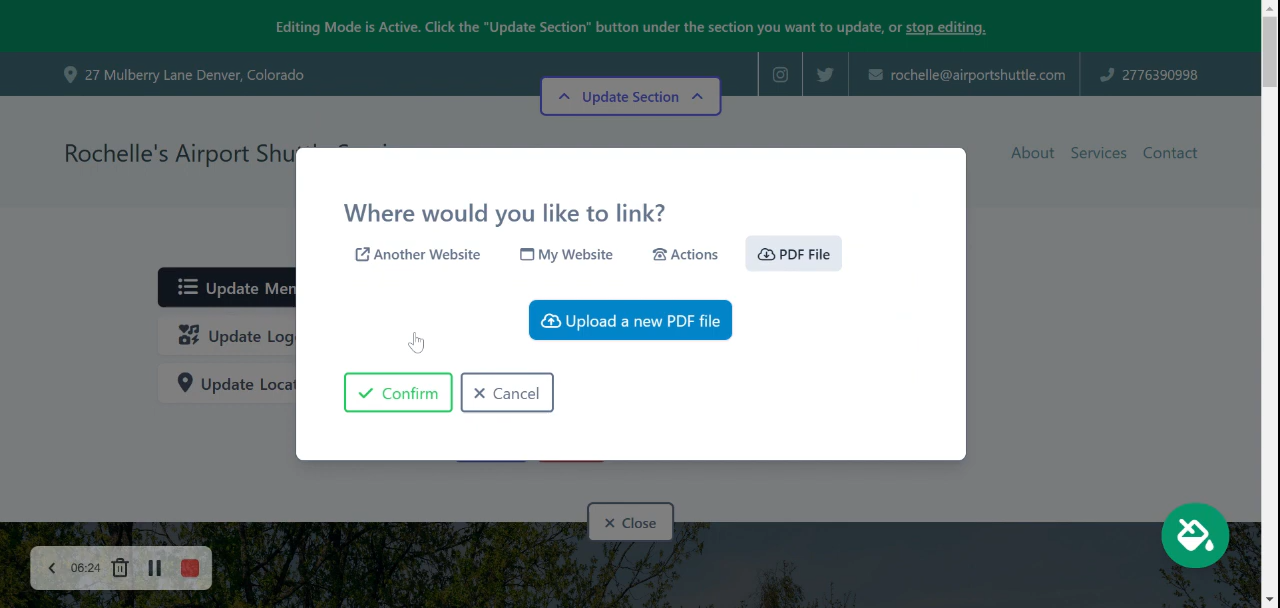 Editing Mode is Active. Click the "Update Section" button under the section you want to update, or stop editing.
27 Mulberry Lane Denver, Colorado
rochelle@airportshuttle.com
2776390998
Update Section
Rochelle's Airport Shu
About Services Contact
Where would you like to link?
Another Website
My Website
Actions
PDF File
Update Men
Upload a new PDF file
Update Log
Update Locat
Confirm
Cancel
Close
06:24